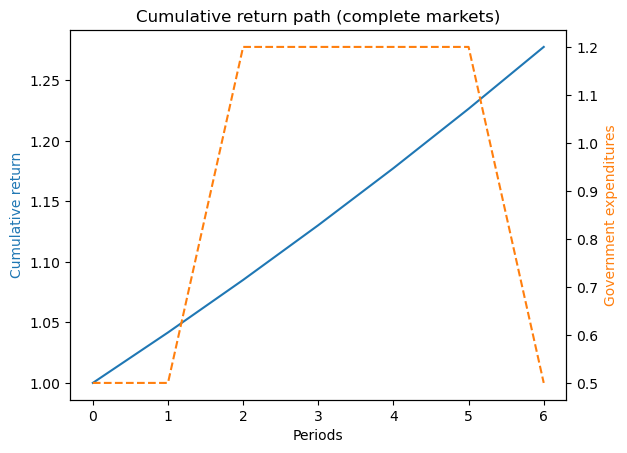 Cumulative return path (complete markets)
Cumulative return
1.25
1.20
1.15
1.10
1.05
1.00
1.2
1.1
1.0
0.9
0.8
0.7
0.6
0.5
Government expenditures
0 1 2 3 4 5 6
Periods